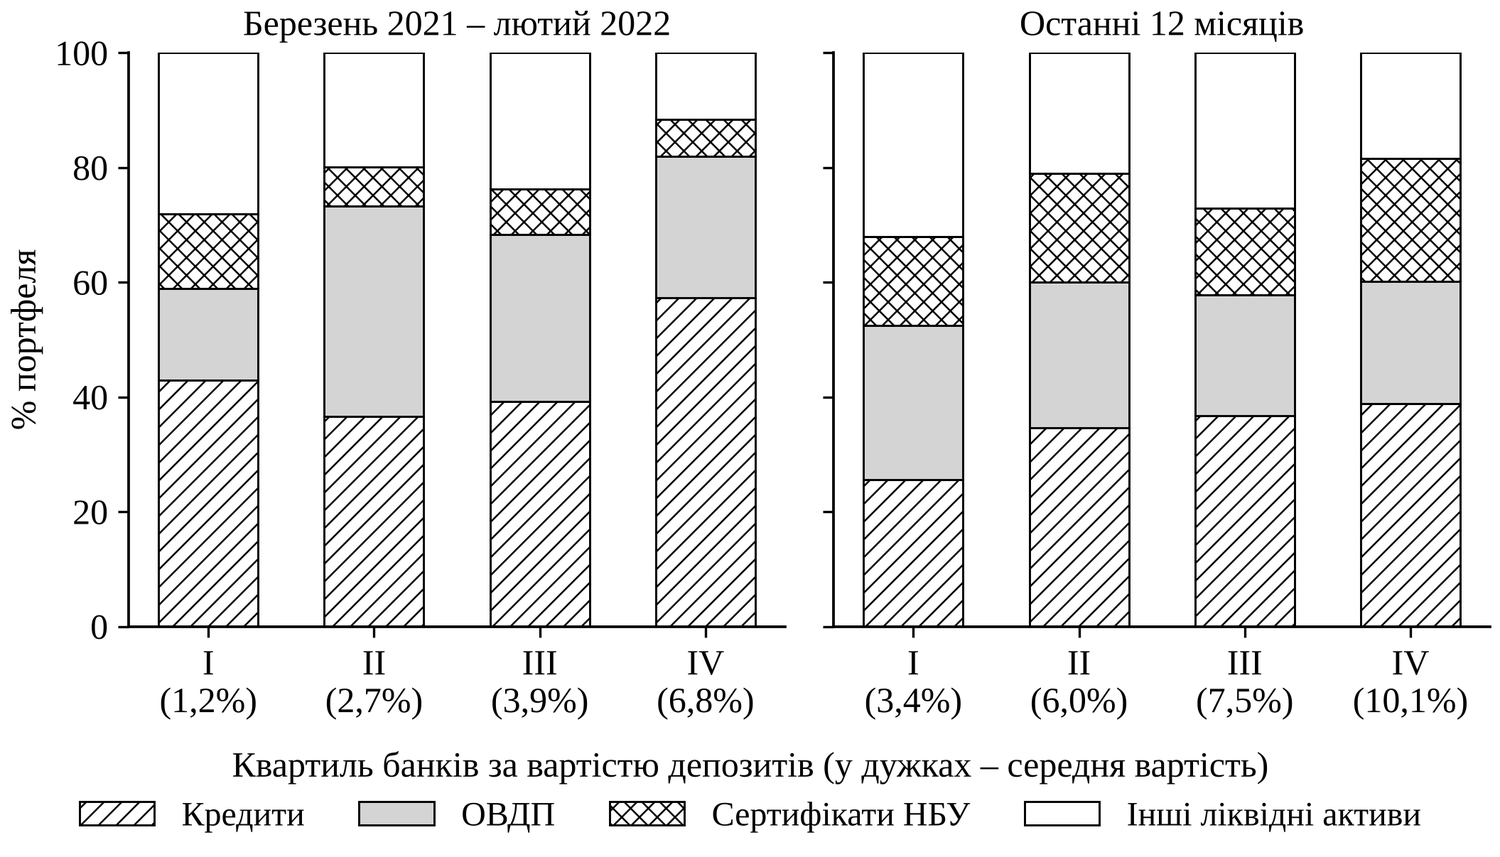 Березень 2021 – лютий 2022
Останні 12 місяців
% портфеля
100
80
60
40
20
0
I II III IV
(1,2%) (2,7%) (3,9%) (6,8%)
I II III IV
(3,4%) (6,0%) (7,5%) (10,1%)
Квартиль банків за вартістю депозитів (у дужках – середня вартість)
Кредити ОВДП Сертифікати НБУ Інші ліквідні активи